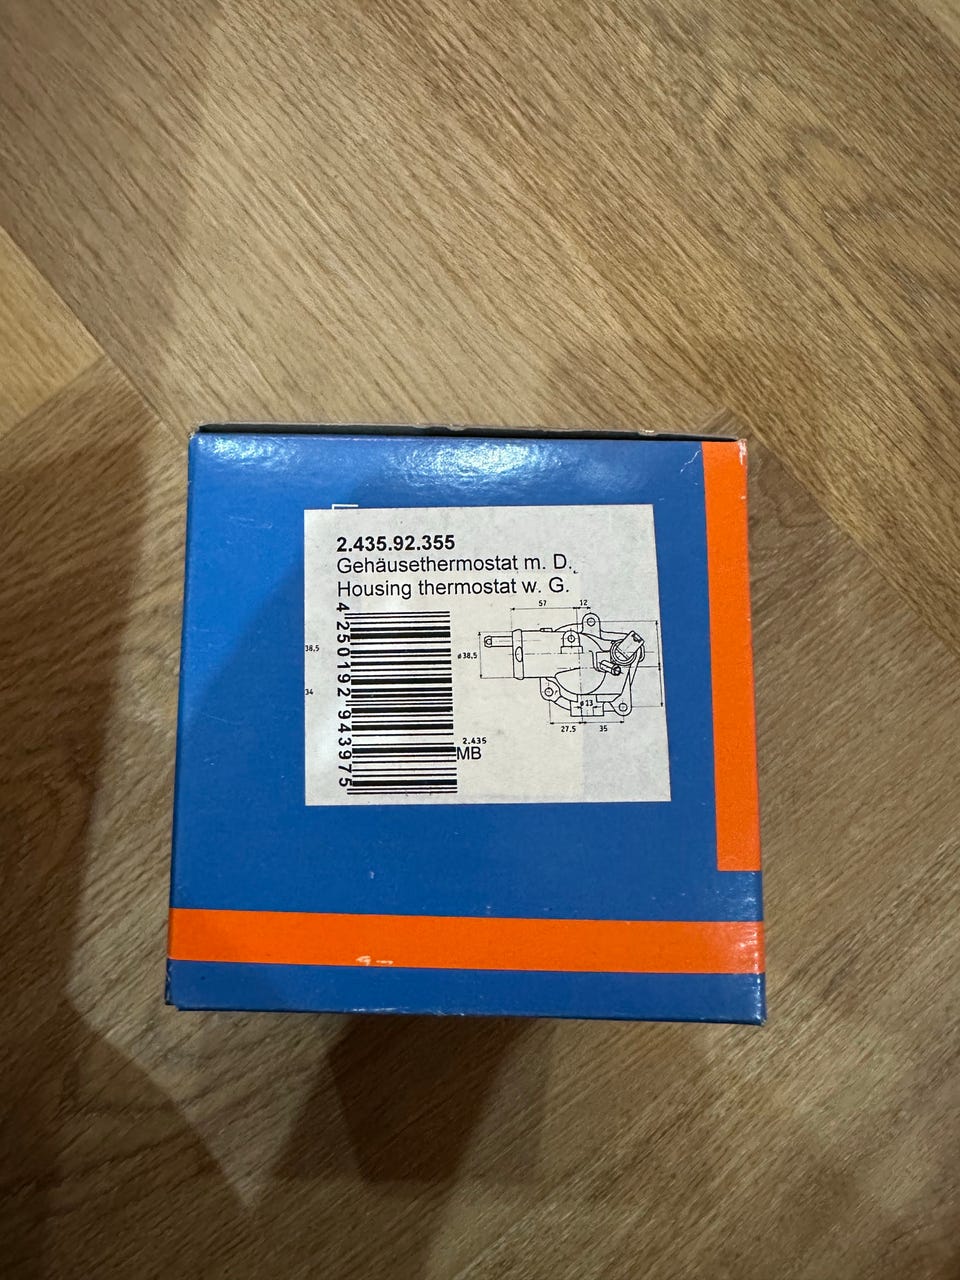 2.435.92.355
Gehäusethermostat m. D.
Housing thermostat w. G.
4 250192 943975
57
12
38,5
ø38,5
34
ø13
27,5
35
2.435
MB